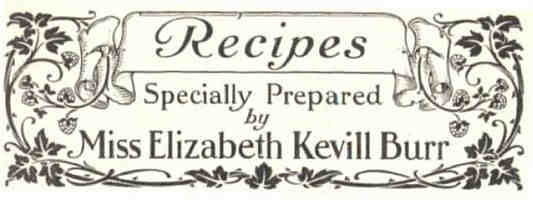 Recipes
Specially Prepared
by
Miss Elizabeth Kevill Burr